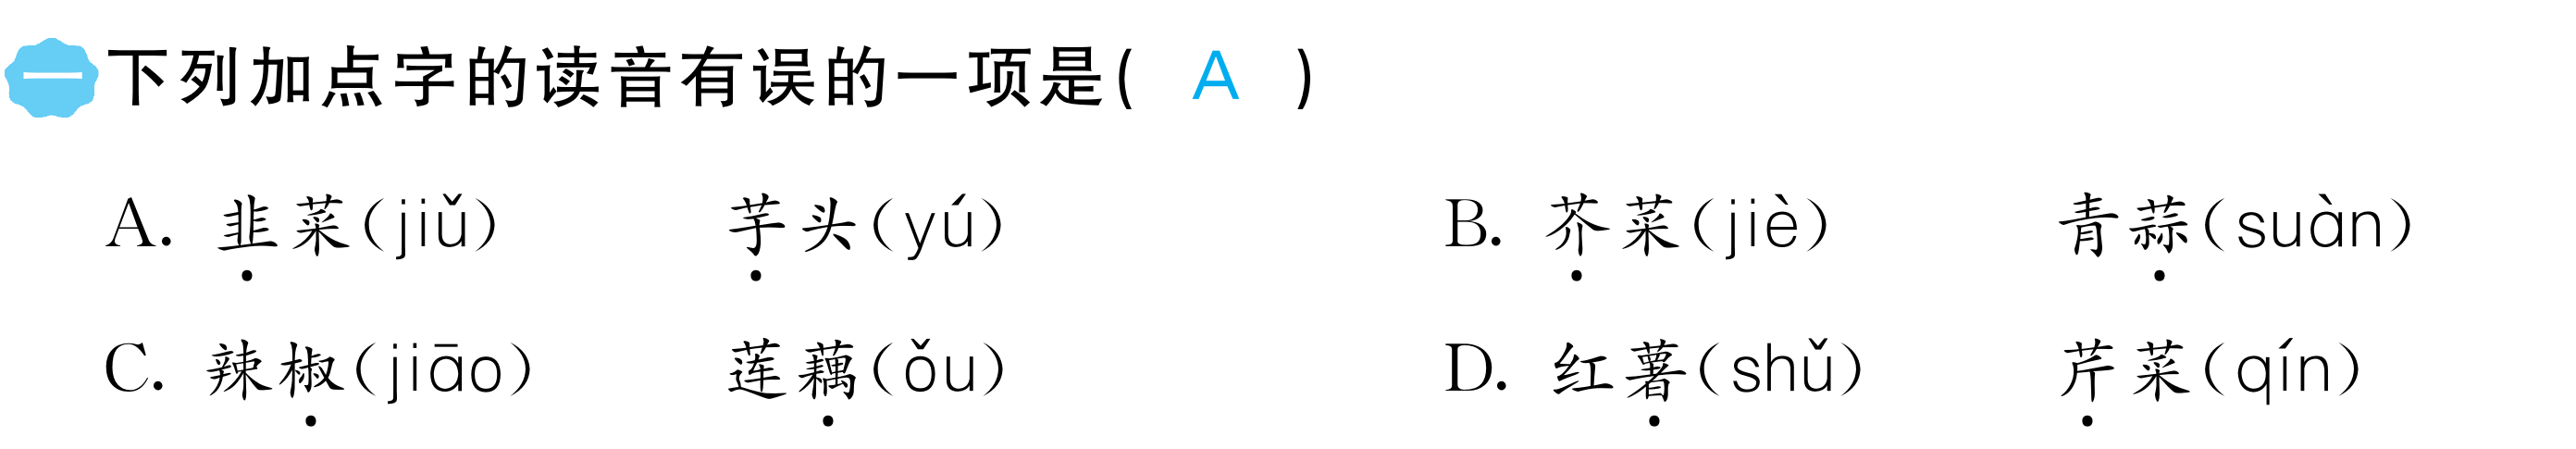 一 下列加点字的读音有误的一项是( A )
A. 韭菜(jiǔ) 芋头(yú) B. 芥菜(jiè) 青蒜(suàn)
C. 辣椒(jiāo) 莲藕(ǒu) D. 红薯(shǔ) 芹菜(qín)